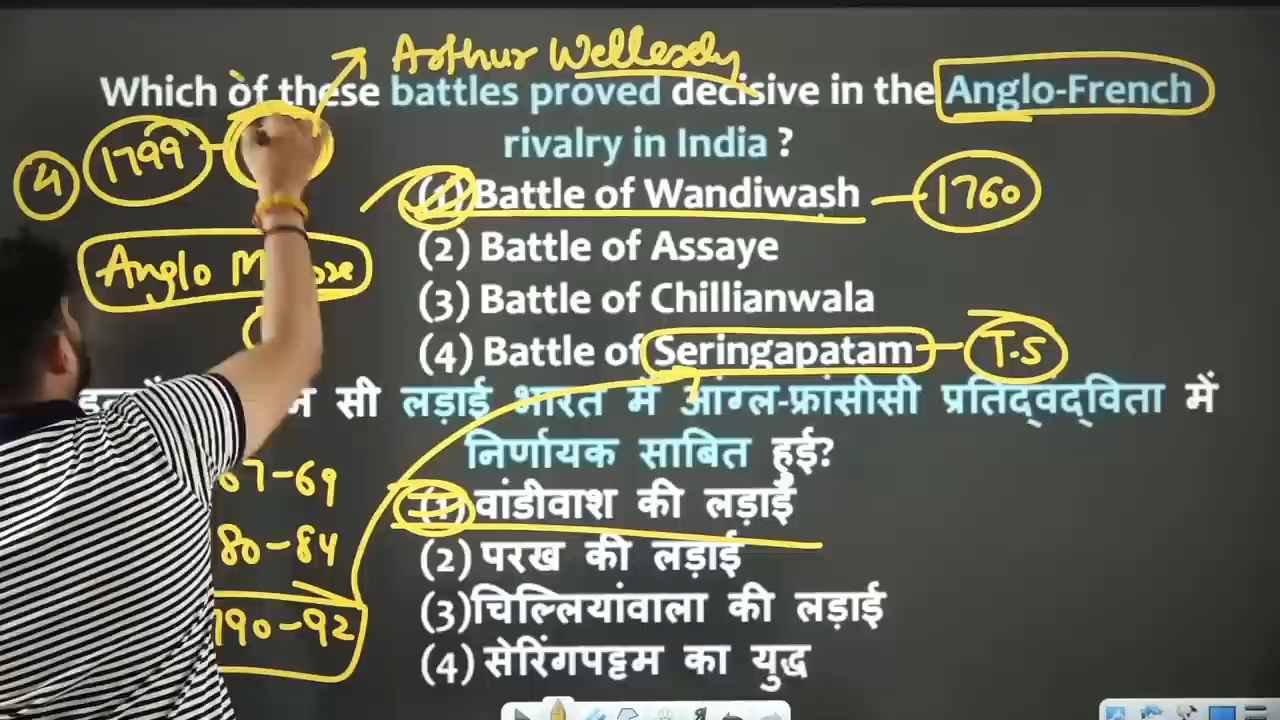 Arthur Wellesdy
Which of these battles proved decisive in the Anglo-French
rivalry in India ?
4 1799
(1) Battle of Wandiwash - 1760
(2) Battle of Assaye
Anglo
(3) Battle of Chillianwala
(4) Battle of Seringapatam - T.S
सी लड़ाई भारत में आंग्ल-फ्रांसीसी प्रतिद्वद्विता में
निर्णायक साबित हुई?
67-69
(1) वांडीवाश की लड़ाई
80-84
(2) परख की लड़ाई
(3)चिल्लियांवाला की लड़ाई
790-92
(4) सेरिंगपट्टम का युद्ध